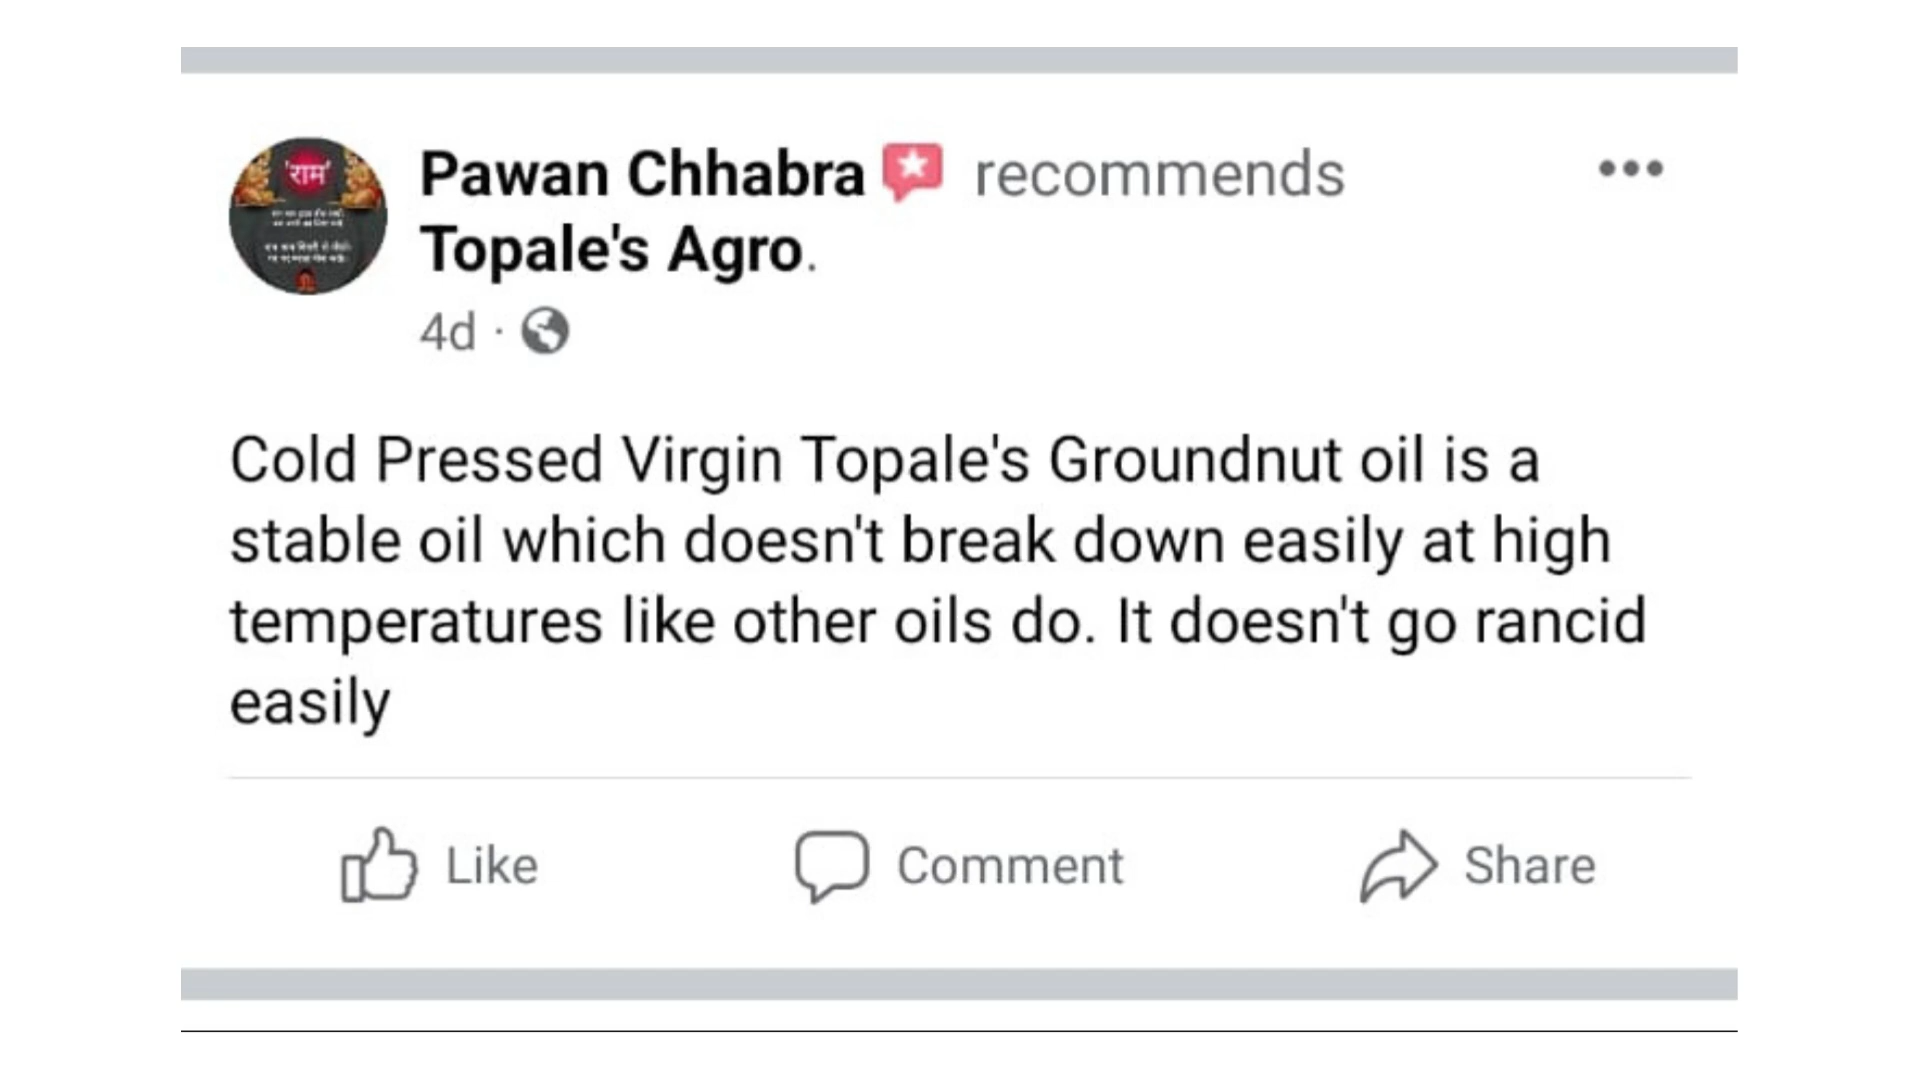 'राम'
Pawan Chhabra recommends
Topale's Agro.
4d ·
Cold Pressed Virgin Topale's Groundnut oil is a
stable oil which doesn't break down easily at high
temperatures like other oils do. It doesn't go rancid
easily
Like Comment Share